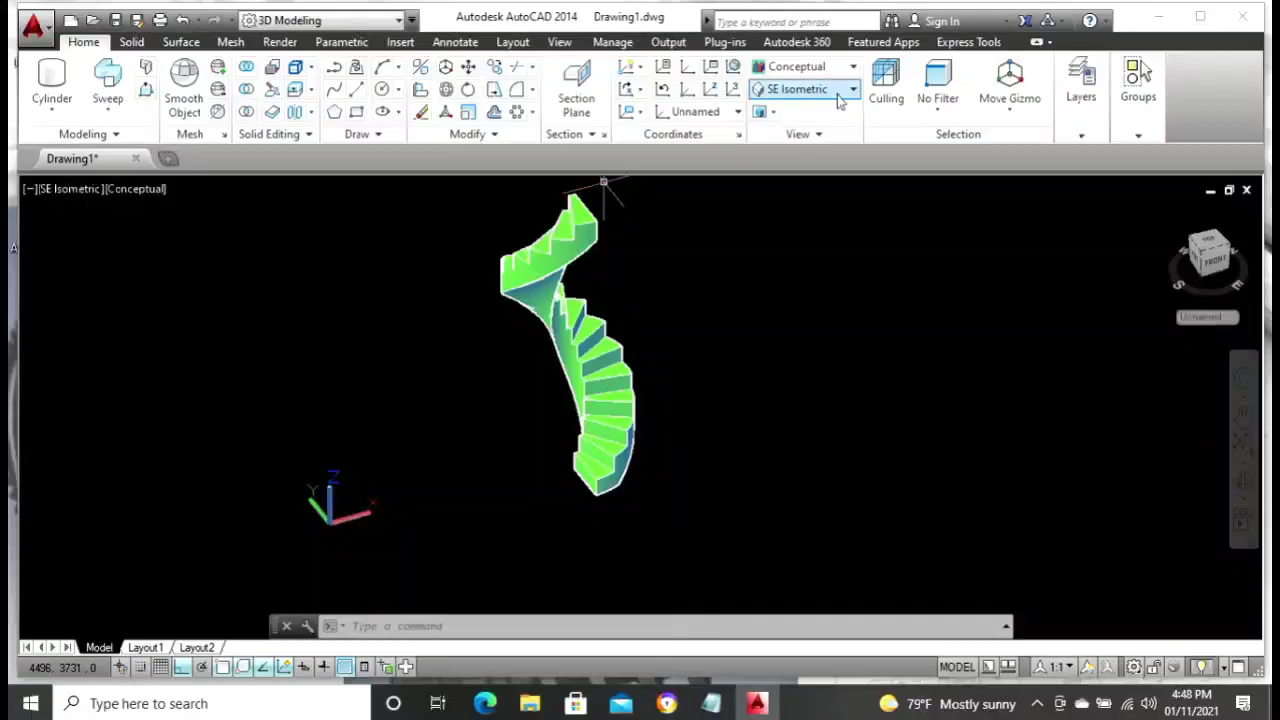 3D Modeling
Autodesk AutoCAD 2014 Drawing1.dwg
Type a keyword or phrase
Sign In
Home Solid Surface Mesh Render Parametric Insert Annotate Layout View Manage Output Plug-ins Autodesk 360 Featured Apps Express Tools
Cylinder
Sweep
Smooth
Object
Section
Plane
Conceptual
SE Isometric
Unnamed
Culling
No Filter
Move Gizmo
Layers
Groups
Modeling
Mesh
Solid Editing
Draw
Modify
Section
Coordinates
View
Selection
Drawing1*
[−][SE Isometric][Conceptual]
TOP
FRONT
S
E
Unnamed
A
Z
Y
X
Type a command
Model Layout1 Layout2
4496, 3731, 0
MODEL
1:1
Type here to search
79°F Mostly sunny
4:48 PM
01/11/2021